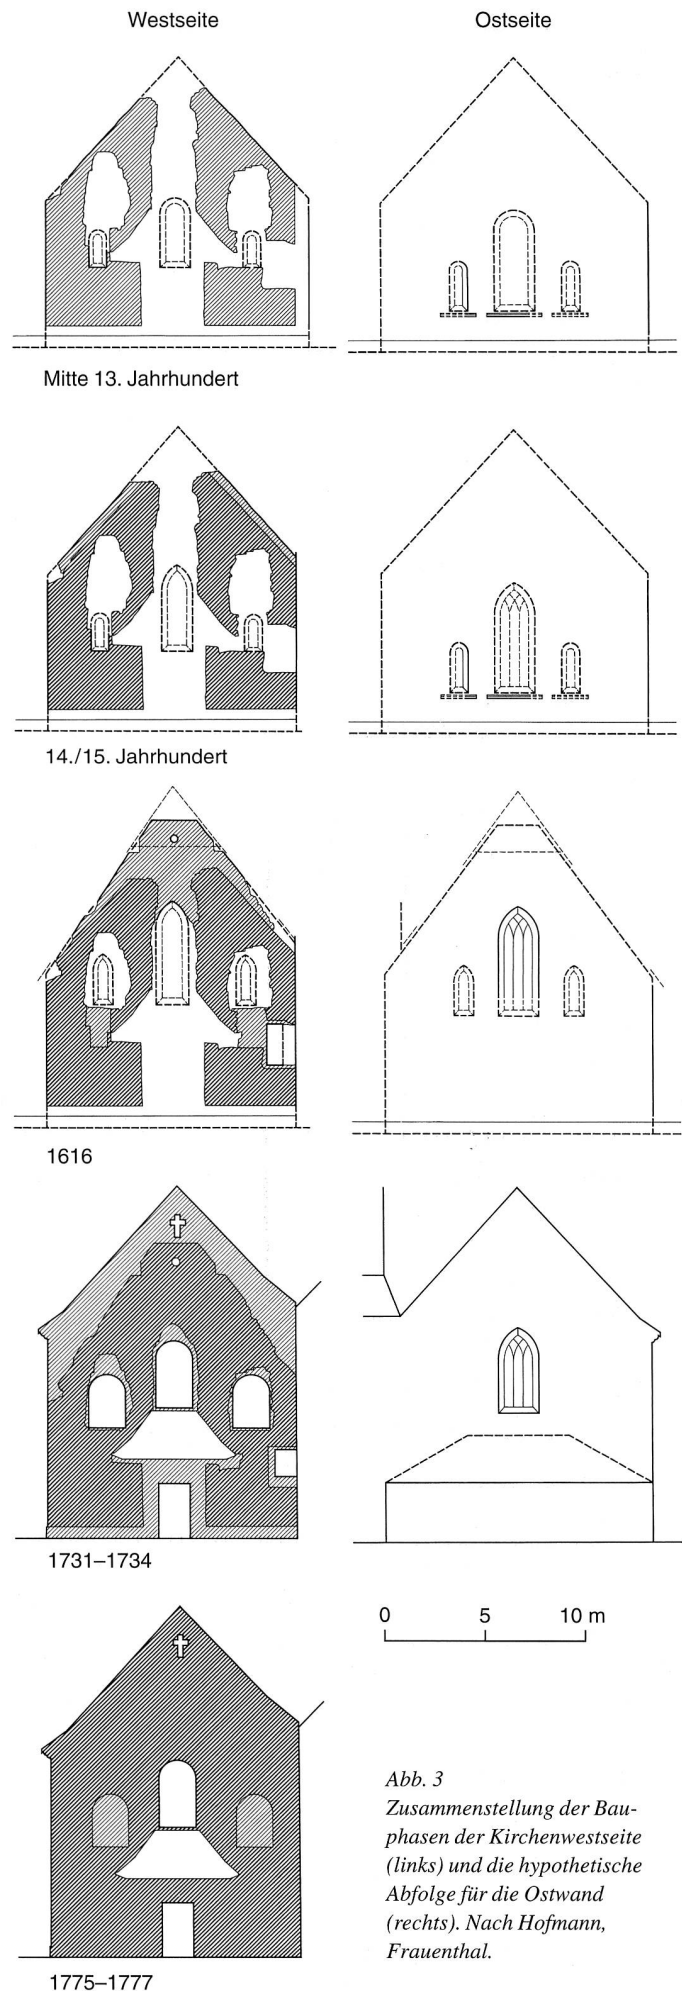 Westseite
Ostseite
Mitte 13. Jahrhundert
14./15. Jahrhundert
1616
1731–1734
0 5 10 m
Abb. 3
Zusammenstellung der Bau-
phasen der Kirchenwestseite
(links) und die hypothetische
Abfolge für die Ostwand
(rechts). Nach Hofmann,
Frauenthal.
1775–1777